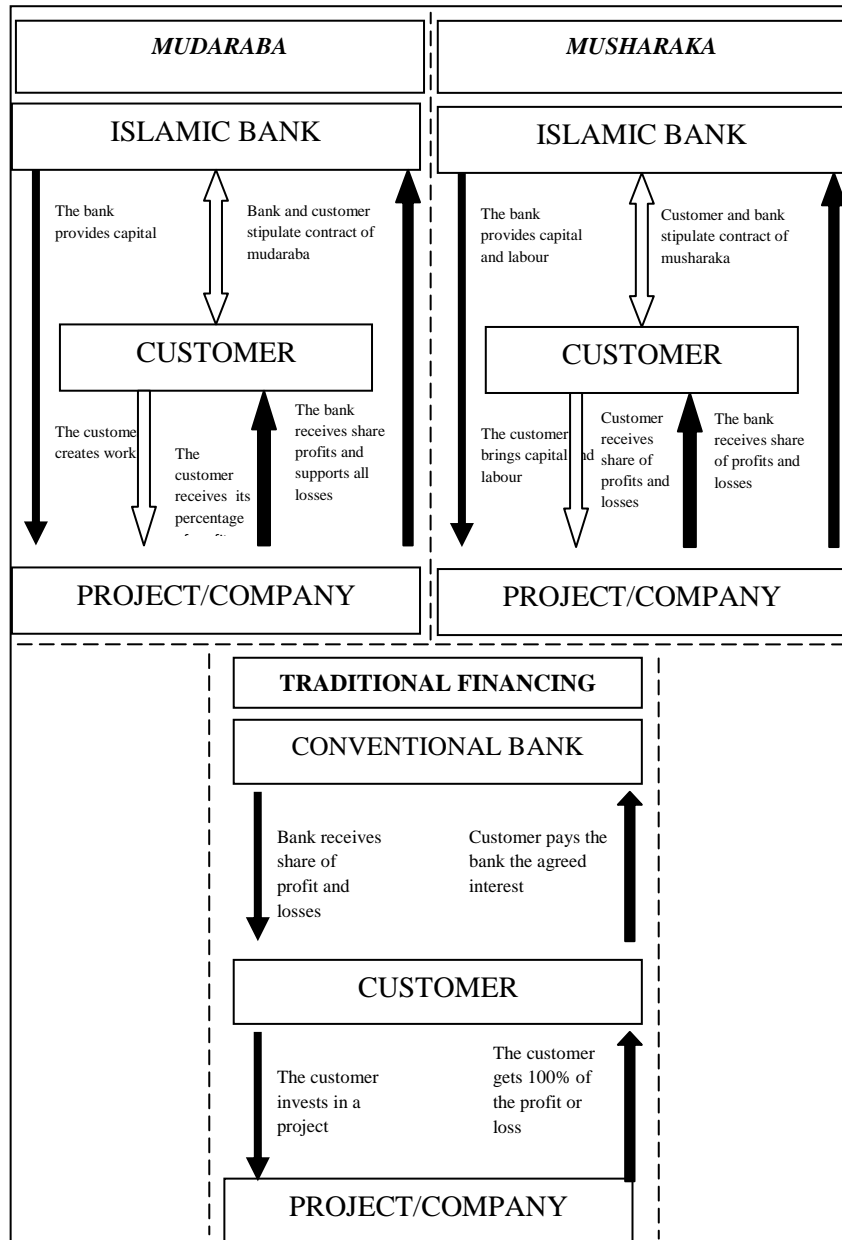 MUDARABA
ISLAMIC BANK
The bank
provides capital
Bank and customer
stipulate contract of
mudaraba
CUSTOMER
The custome
creates work
The
customer
receives its
percentage
The bank
receives share
profits and
supports all
losses
PROJECT/COMPANY
MUSHARAKA
ISLAMIC BANK
The bank
provides capital
and labour
Customer and bank
stipulate contract of
musharaka
CUSTOMER
The customer
brings capital and
labour
Customer
receives
share of
profits and
losses
The bank
receives share
of profits and
losses
PROJECT/COMPANY
TRADITIONAL FINANCING
CONVENTIONAL BANK
Bank receives
share of
profit and
losses
Customer pays the
bank the agreed
interest
CUSTOMER
The customer
invests in a
project
The customer
gets 100% of
the profit or
loss
PROJECT/COMPANY